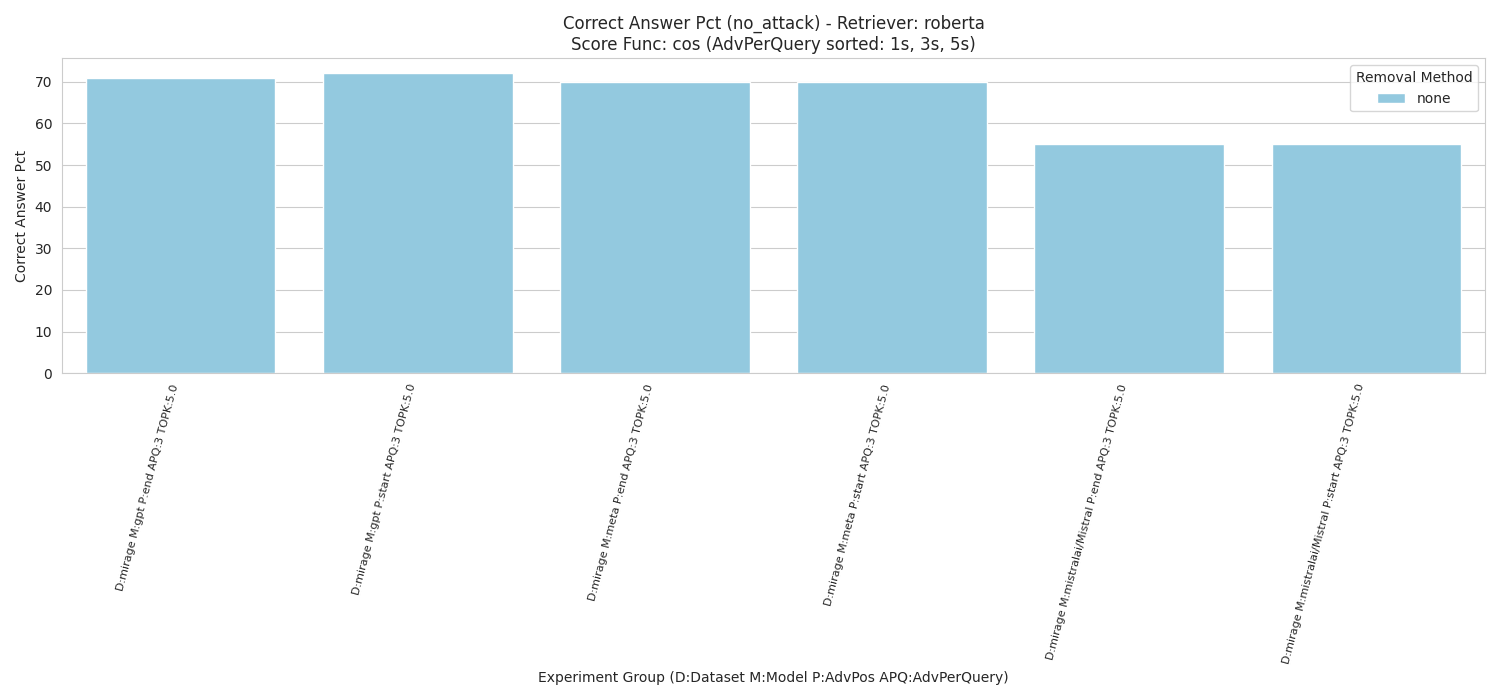 Correct Answer Pct (no_attack) - Retriever: roberta
Score Func: cos (AdvPerQuery sorted: 1s, 3s, 5s)
Correct Answer Pct
70
60
50
40
30
20
10
0
Removal Method
none
D:mirage M:gpt P:end APQ:3 TOPK:5.0
D:mirage M:gpt P:start APQ:3 TOPK:5.0
D:mirage M:meta P:end APQ:3 TOPK:5.0
D:mirage M:meta P:start APQ:3 TOPK:5.0
D:mirage M:mistralai/Mistral P:end APQ:3 TOPK:5.0
D:mirage M:mistralai/Mistral P:start APQ:3 TOPK:5.0
Experiment Group (D:Dataset M:Model P:AdvPos APQ:AdvPerQuery)